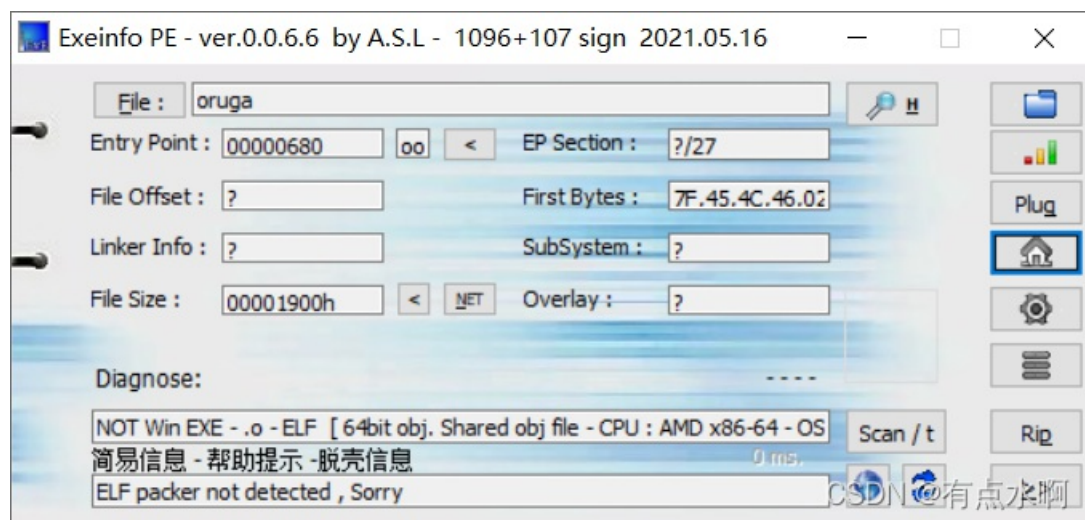 Exeinfo PE - ver.0.0.6.6 by A.S.L - 1096+107 sign 2021.05.16
File : oruga H
Entry Point : 00000680 oo < EP Section : ?/27
File Offset : ? First Bytes : 7F.45.4C.46.02 Plug
Linker Info : ? SubSystem : ?
File Size : 00001900h < NET Overlay : ?
Diagnose: - - - -
NOT Win EXE - .o - ELF [ 64bit obj. Shared obj file - CPU : AMD x86-64 - OS Scan / t Rip
简易信息 - 帮助提示 -脱壳信息 0 ms.
ELF packer not detected , Sorry
CSDN @有点水啊